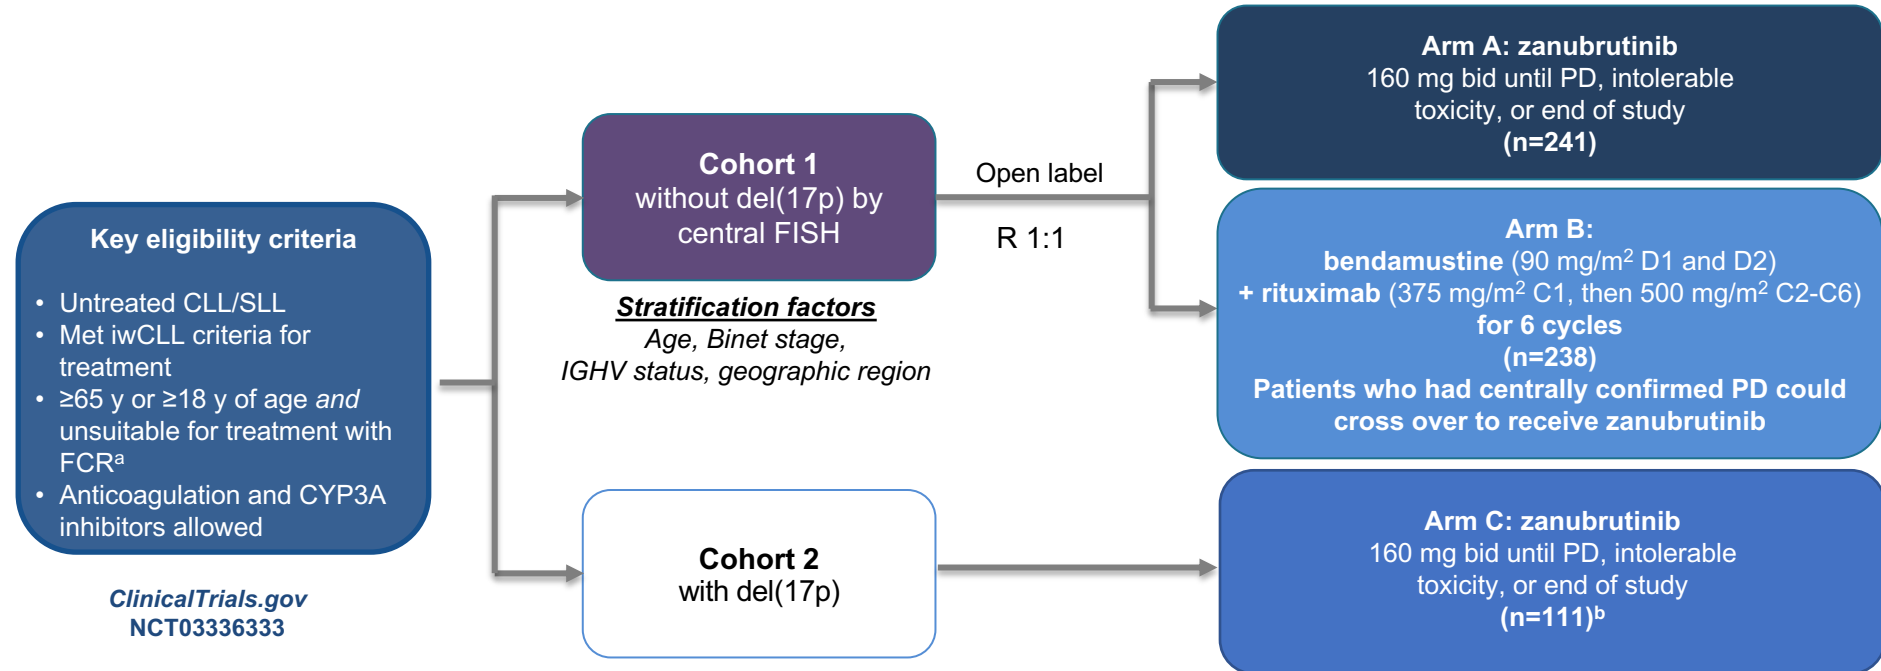 Key eligibility criteria
• Untreated CLL/SLL
• Met iwCLL criteria for
treatment
• ≥65 y or ≥18 y of age and
unsuitable for treatment with
FCRᵃ
• Anticoagulation and CYP3A
inhibitors allowed
ClinicalTrials.gov
NCT03336333
Cohort 1
without del(17p) by
central FISH
Stratification factors
Age, Binet stage,
IGHV status, geographic region
Open label
R 1:1
Cohort 2
with del(17p)
Arm A: zanubrutinib
160 mg bid until PD, intolerable
toxicity, or end of study
(n=241)
Arm B:
bendamustine (90 mg/m² D1 and D2)
+ rituximab (375 mg/m² C1, then 500 mg/m² C2-C6)
for 6 cycles
(n=238)
Patients who had centrally confirmed PD could
cross over to receive zanubrutinib
Arm C: zanubrutinib
160 mg bid until PD, intolerable
toxicity, or end of study
(n=111)ᵇ